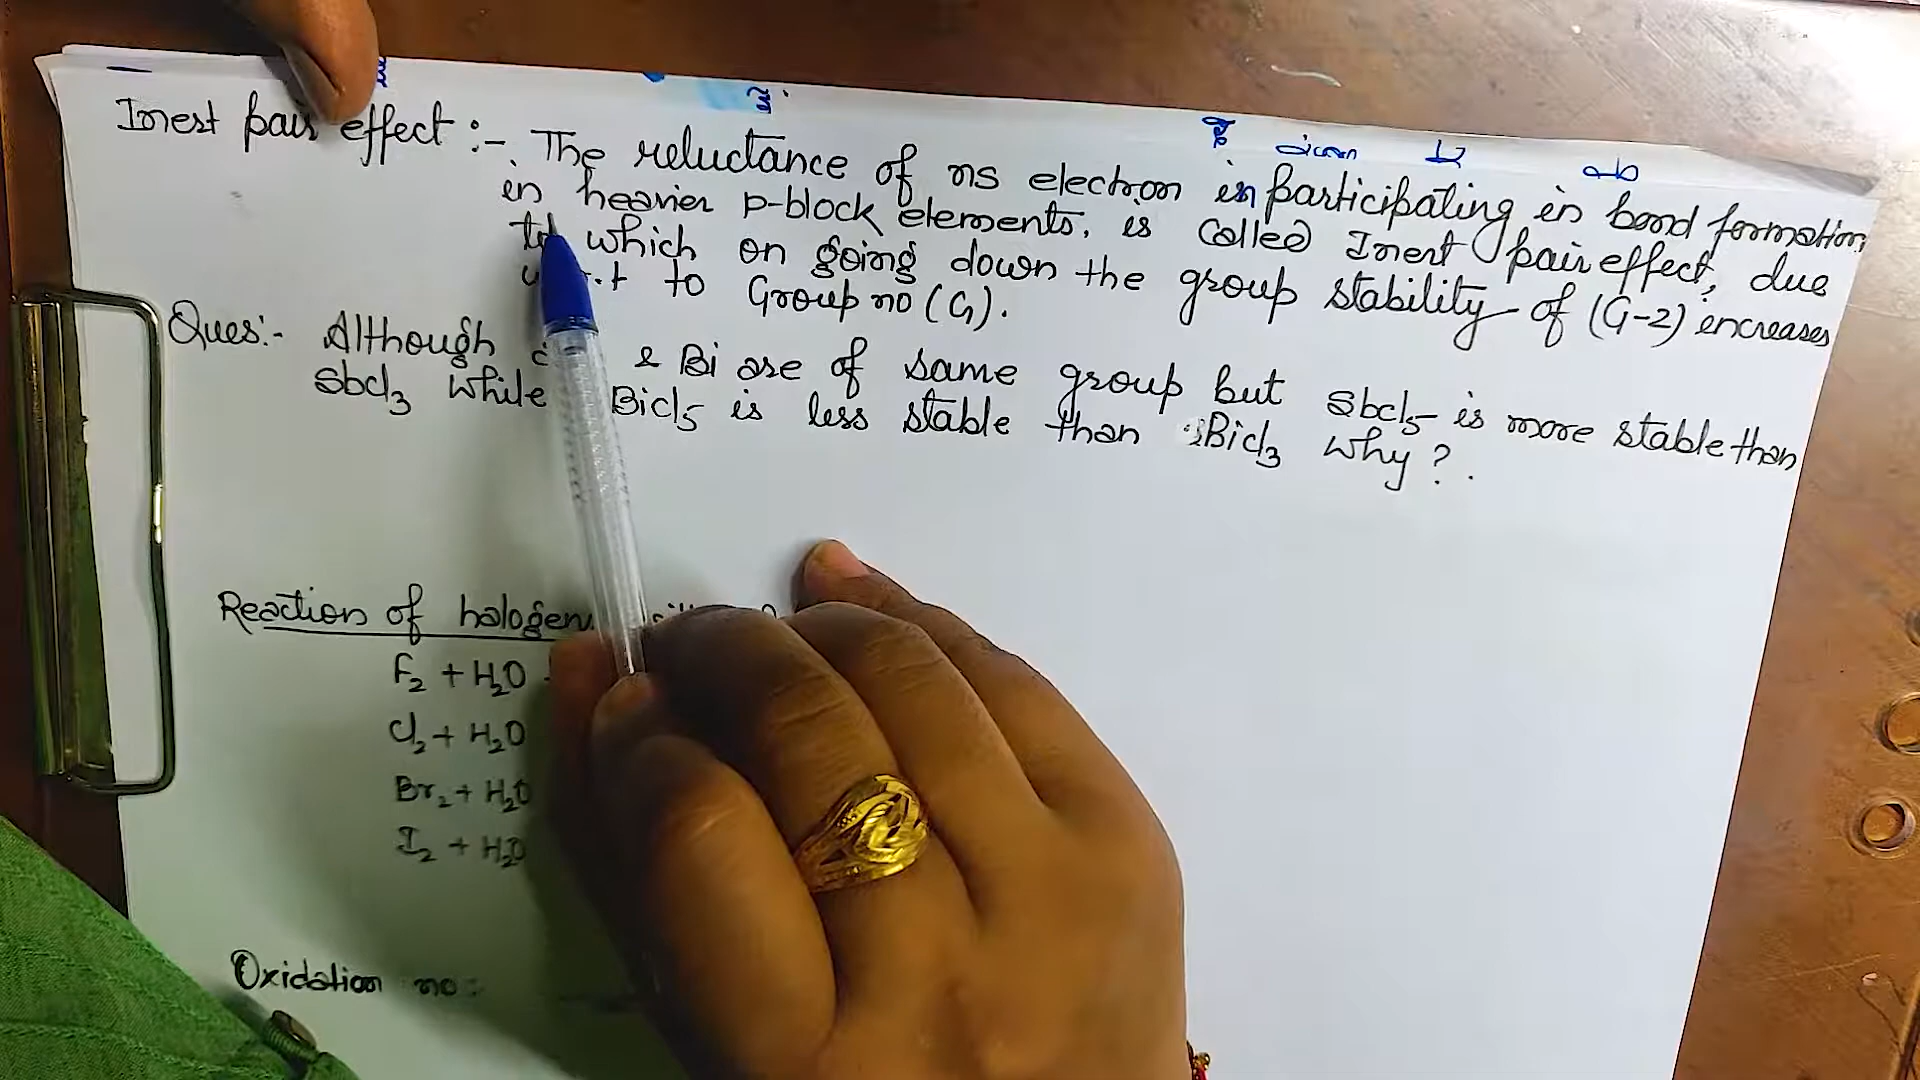 Inert pair effect :- The reluctance of ns electron in participating in bond formation
in heavier p-block elements. is called Inert pair effect, due
to which on going down the group stability of (G-2) increases
to Group no (G).
Ques:- Although & Bi are of same group but SbCl5 is more stable than
SbCl3 while BiCl5 is less stable than BiCl3 why?.
Reaction of halogen
F2 + H2O
Cl2 + H2O
Br2 + H2O
I2 + H2O
Oxidation no: